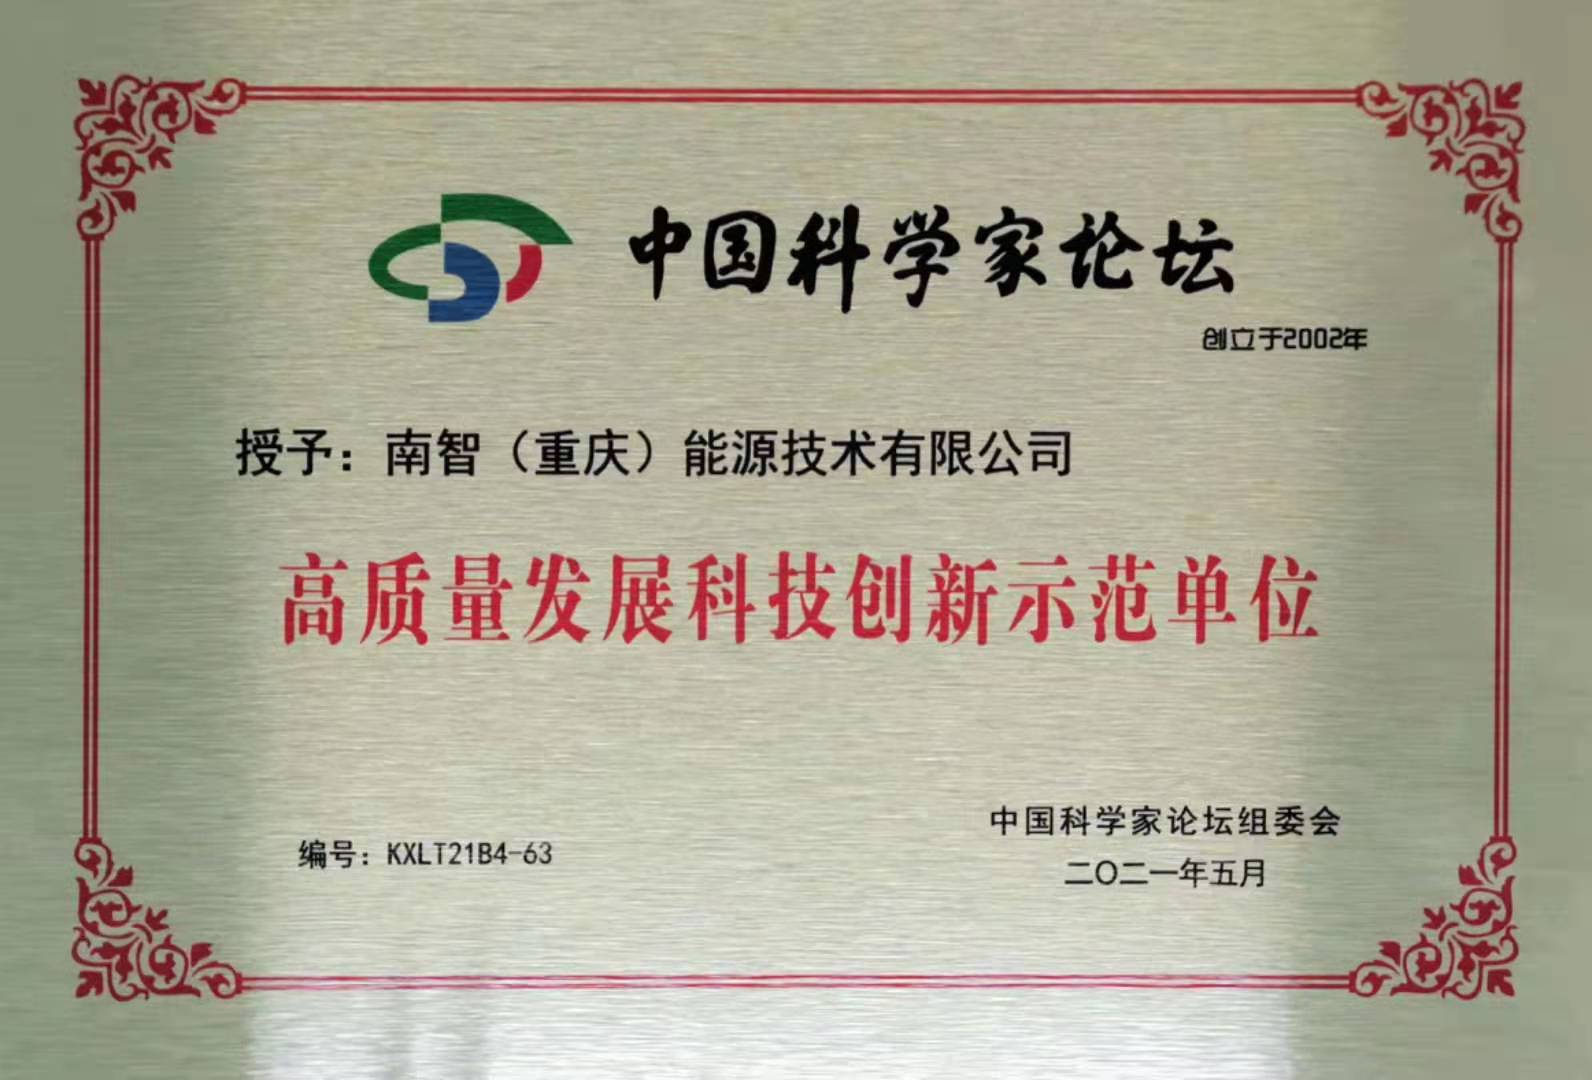 中国科学家论坛
创立于2002年
授予：南智（重庆）能源技术有限公司
高质量发展科技创新示范单位
中国科学家论坛组委会
编号：KXLT21B4-63
二〇二一年五月